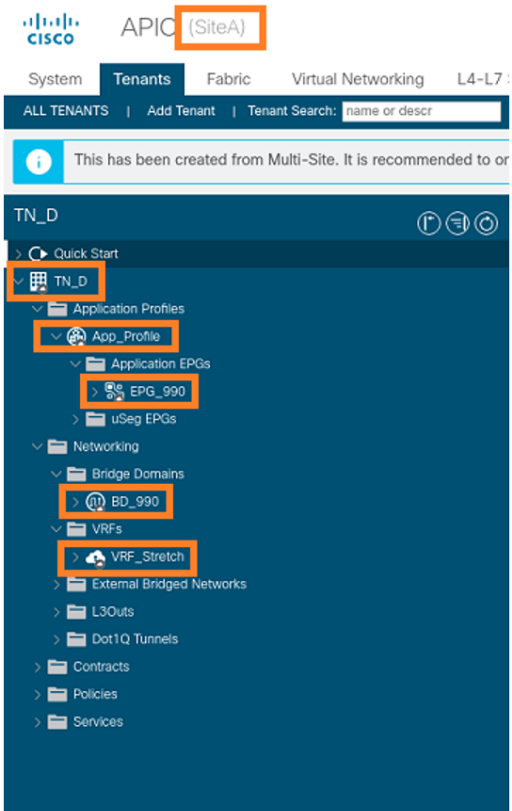 CISCO APIC (SiteA)
System Tenants Fabric Virtual Networking L4-L7
ALL TENANTS | Add Tenant | Tenant Search: name or descr
This has been created from Multi-Site. It is recommended to or
TN_D
Quick Start
TN_D
Application Profiles
App_Profile
Application EPGs
EPG_990
uSeg EPGs
Networking
Bridge Domains
BD_990
VRFs
VRF_Stretch
External Bridged Networks
L3Outs
Dot1Q Tunnels
Contracts
Policies
Services